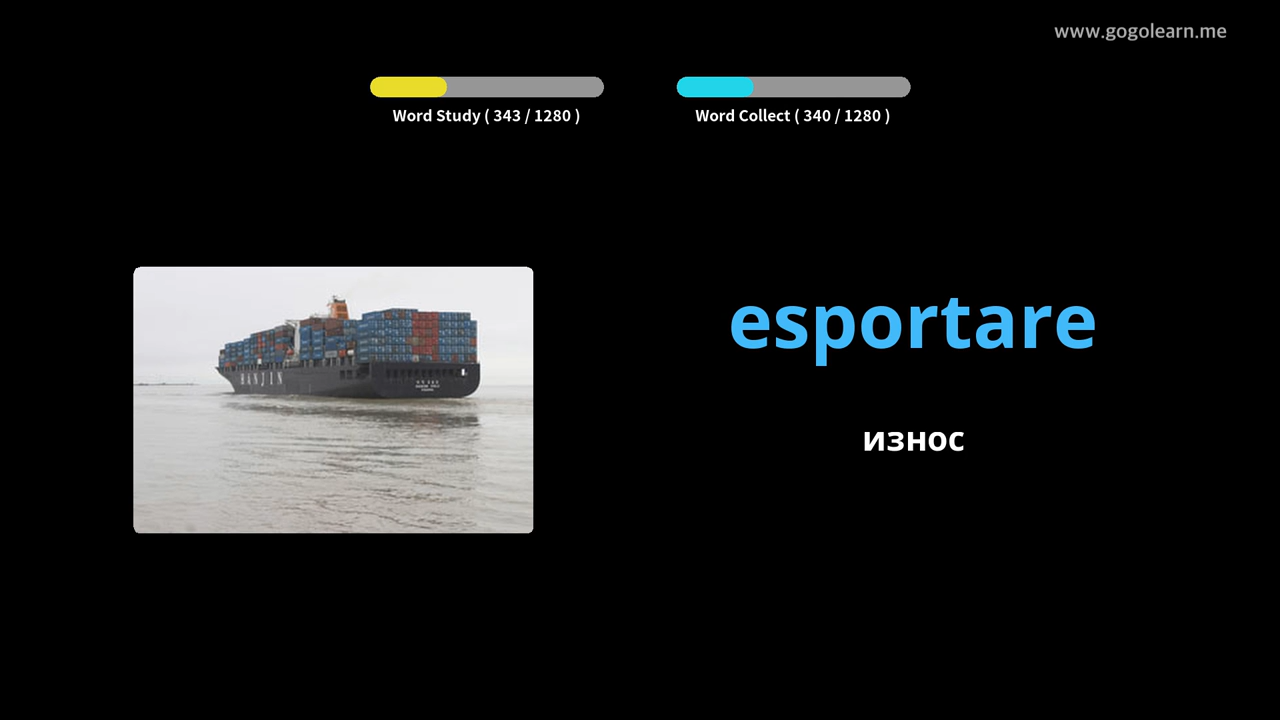 www.gogolearn.me
Word Study ( 343 / 1280 )
Word Collect ( 340 / 1280 )
esportare
износ
HANJIN